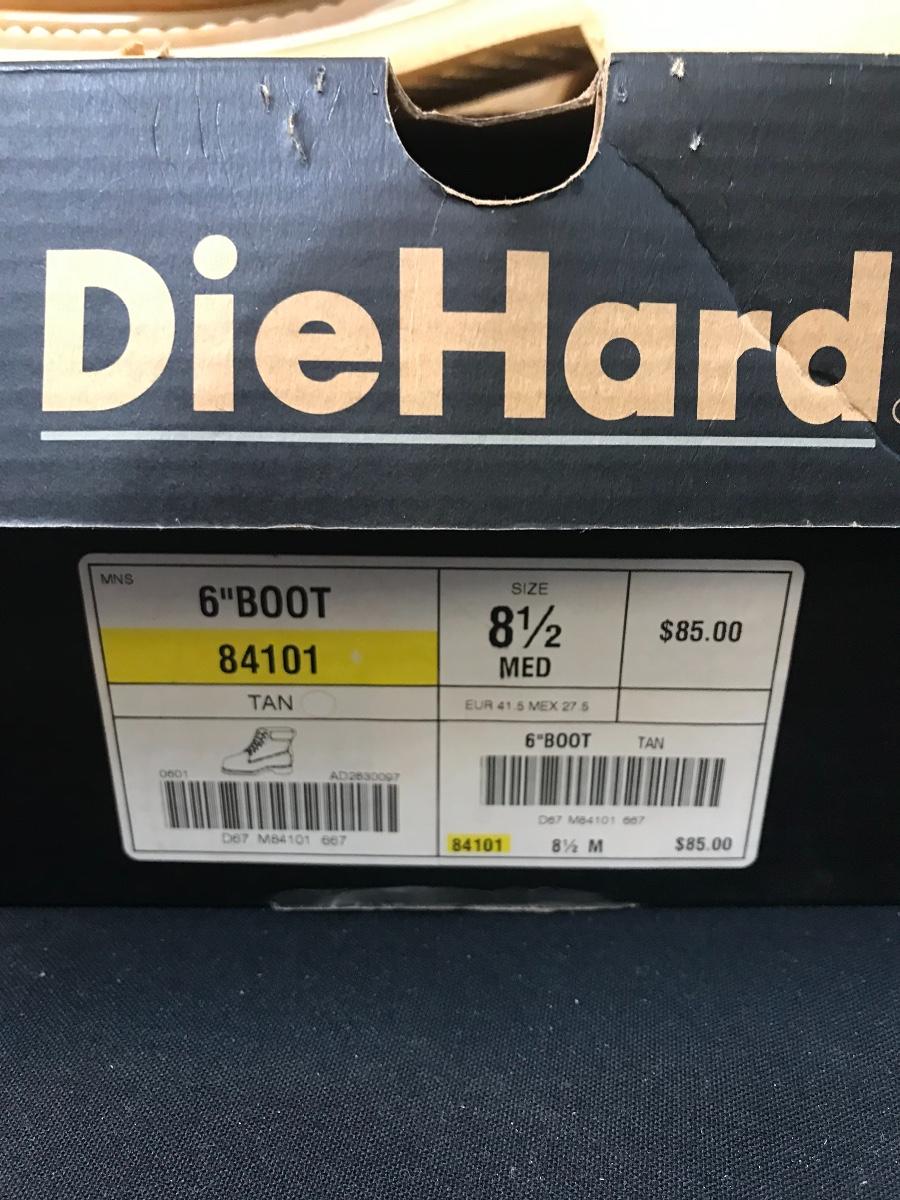 DieHard
MNS
6"BOOT
84101
TAN
SIZE
8½
MED
$85.00
EUR 41.5 MEX 27.5
0601 AD2630097
D67 M84101 667
6"BOOT TAN
D67 M84101 667
84101 8½ M $85.00